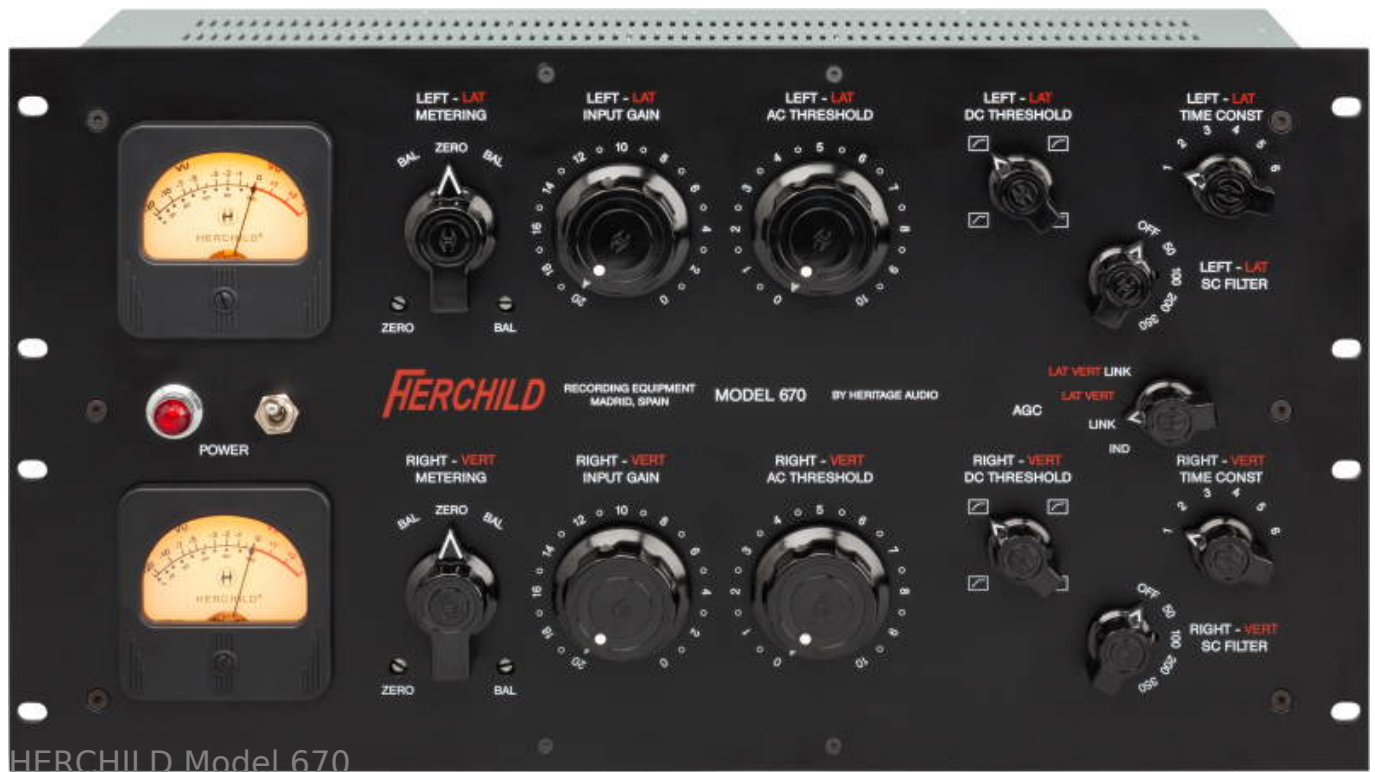 LEFT - LAT
METERING
LEFT - LAT
INPUT GAIN
LEFT - LAT
AC THRESHOLD
LEFT - LAT
DC THRESHOLD
LEFT - LAT
TIME CONST
BAL ZERO BAL
20 18 16 14 12 10 8 6 4 2 0
0 1 2 3 4 5 6 7 8 9 10
1 2 3 4 5 6
VU
HERCHILD
ZERO BAL
OFF 50 100 200 350
LEFT - LAT
SC FILTER
HERCHILD
RECORDING EQUIPMENT
MADRID, SPAIN
MODEL 670
BY HERITAGE AUDIO
AGC
LAT VERT LINK
LAT VERT
LINK
IND
POWER
RIGHT - VERT
METERING
RIGHT - VERT
INPUT GAIN
RIGHT - VERT
AC THRESHOLD
RIGHT - VERT
DC THRESHOLD
RIGHT - VERT
TIME CONST
BAL ZERO BAL
20 18 16 14 12 10 8 6 4 2 0
0 1 2 3 4 5 6 7 8 9 10
1 2 3 4 5 6
VU
HERCHILD
ZERO BAL
OFF 50 100 200 350
RIGHT - VERT
SC FILTER
HERCHILD Model 670